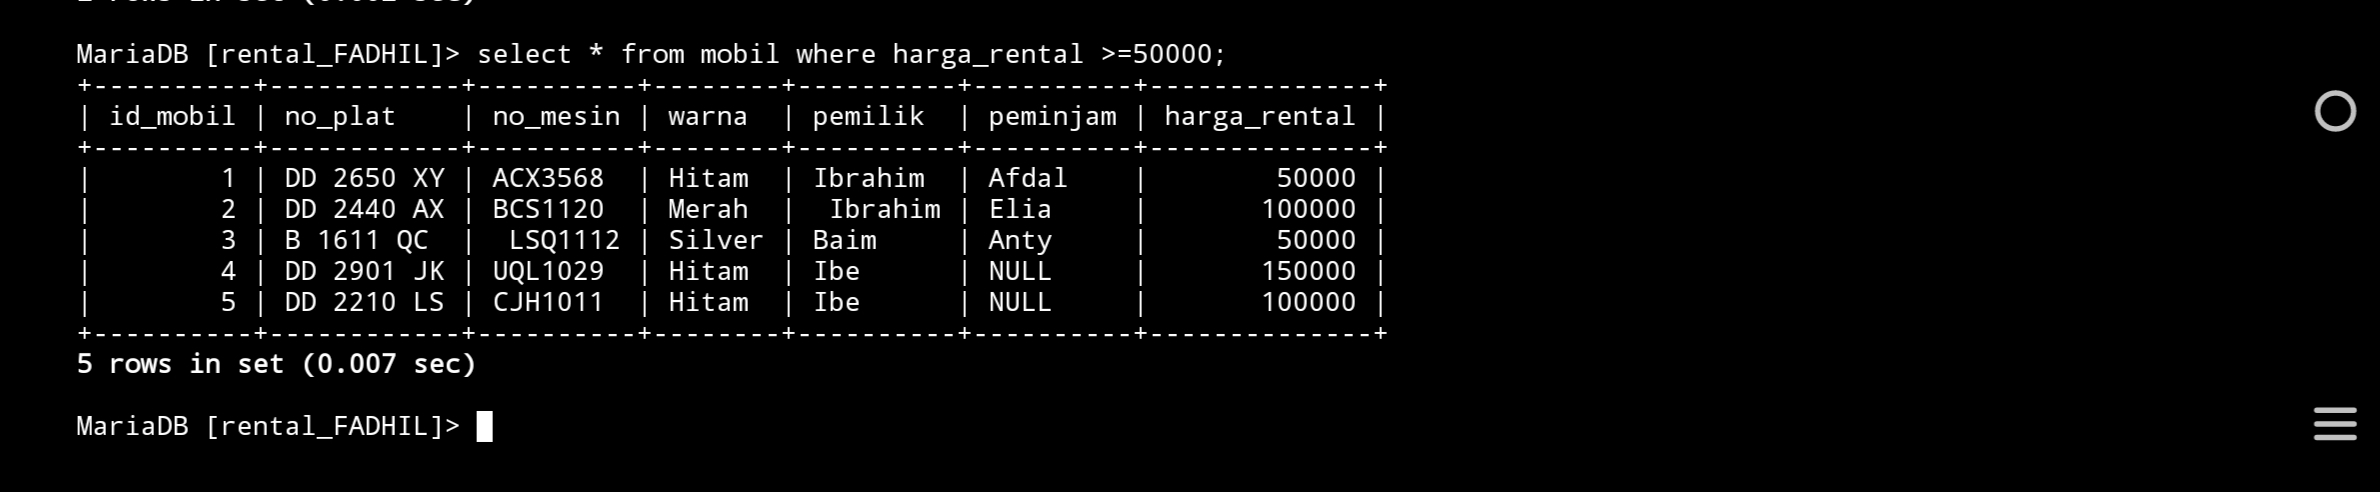 MariaDB [rental_FADHIL]> select * from mobil where harga_rental >=50000;
+----------+------------+----------+--------+----------+----------+--------------+
| id_mobil | no_plat    | no_mesin | warna  | pemilik  | peminjam | harga_rental |
+----------+------------+----------+--------+----------+----------+--------------+
|        1 | DD 2650 XY | ACX3568  | Hitam  | Ibrahim  | Afdal    |        50000 |
|        2 | DD 2440 AX | BCS1120  | Merah  |  Ibrahim | Elia     |       100000 |
|        3 | B 1611 QC  |  LSQ1112 | Silver | Baim     | Anty     |        50000 |
|        4 | DD 2901 JK | UQL1029  | Hitam  | Ibe      | NULL     |       150000 |
|        5 | DD 2210 LS | CJH1011  | Hitam  | Ibe      | NULL     |       100000 |
+----------+------------+----------+--------+----------+----------+--------------+
5 rows in set (0.007 sec)
MariaDB [rental_FADHIL]>